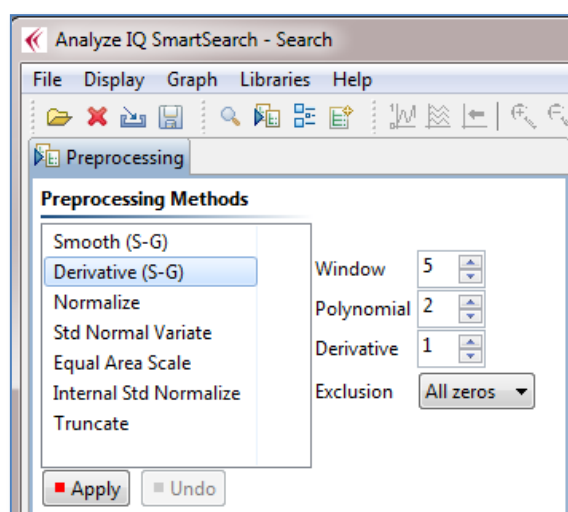 Analyze IQ SmartSearch - Search
File Display Graph Libraries Help
Preprocessing
Preprocessing Methods
Smooth (S-G)
Derivative (S-G)
Normalize
Std Normal Variate
Equal Area Scale
Internal Std Normalize
Truncate
Window 5
Polynomial 2
Derivative 1
Exclusion All zeros
Apply Undo